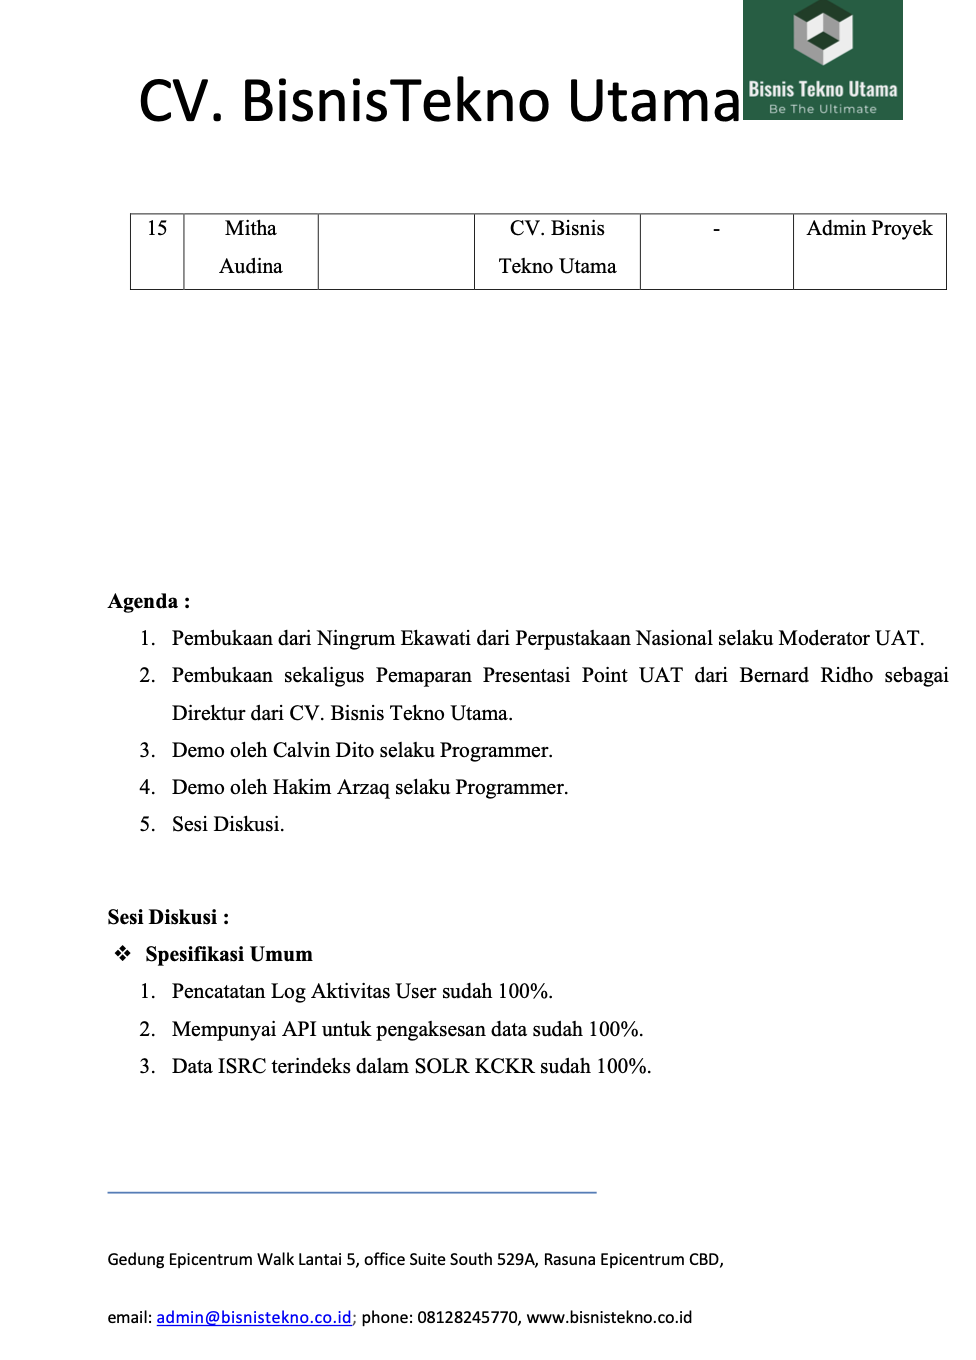 CV. BisnisTekno Utama
Bisnis Tekno Utama
Be The Ultimate
15 Mitha CV. Bisnis - Admin Proyek
Audina Tekno Utama
Agenda :
1. Pembukaan dari Ningrum Ekawati dari Perpustakaan Nasional selaku Moderator UAT.
2. Pembukaan sekaligus Pemaparan Presentasi Point UAT dari Bernard Ridho sebagai
Direktur dari CV. Bisnis Tekno Utama.
3. Demo oleh Calvin Dito selaku Programmer.
4. Demo oleh Hakim Arzaq selaku Programmer.
5. Sesi Diskusi.
Sesi Diskusi :
❖ Spesifikasi Umum
1. Pencatatan Log Aktivitas User sudah 100%.
2. Mempunyai API untuk pengaksesan data sudah 100%.
3. Data ISRC terindeks dalam SOLR KCKR sudah 100%.
Gedung Epicentrum Walk Lantai 5, office Suite South 529A, Rasuna Epicentrum CBD,
email: admin@bisnistekno.co.id; phone: 08128245770, www.bisnistekno.co.id